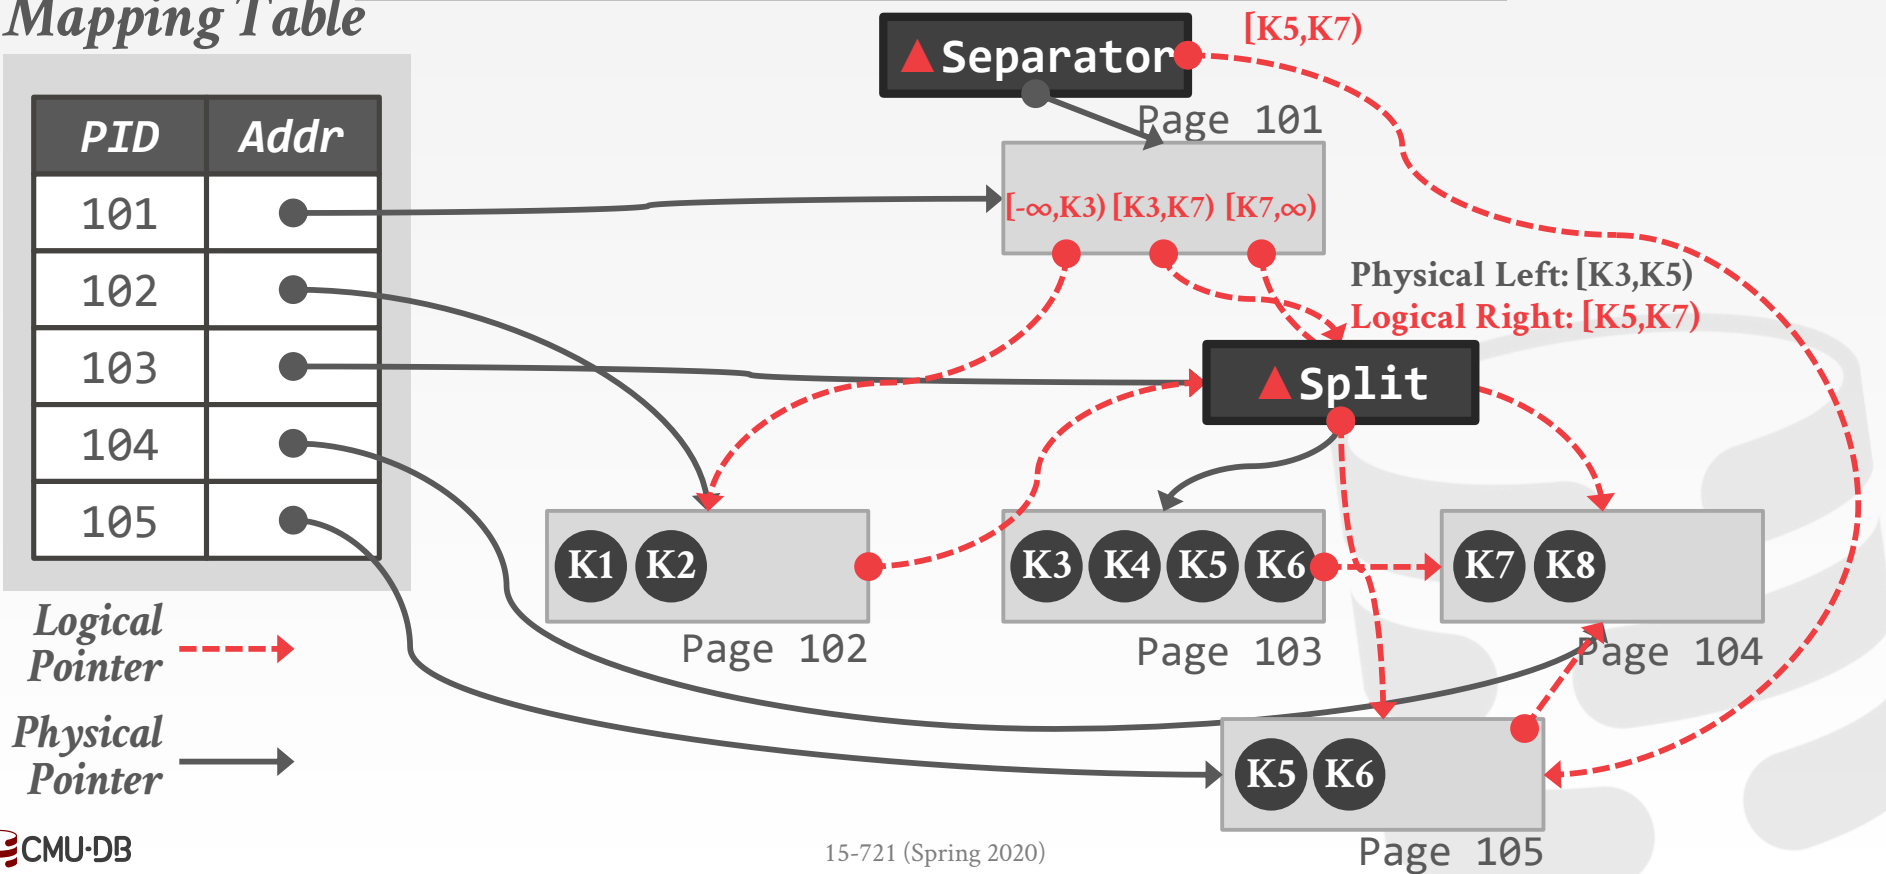 Mapping Table
PID Addr
101
102
103
104
105
Logical
Pointer
Physical
Pointer
▲Separator
[K5,K7)
Page 101
[-∞,K3) [K3,K7) [K7,∞)
Physical Left: [K3,K5)
Logical Right: [K5,K7)
▲Split
K1 K2
Page 102
K3 K4 K5 K6
Page 103
K7 K8
Page 104
K5 K6
Page 105
CMU·DB
15-721 (Spring 2020)